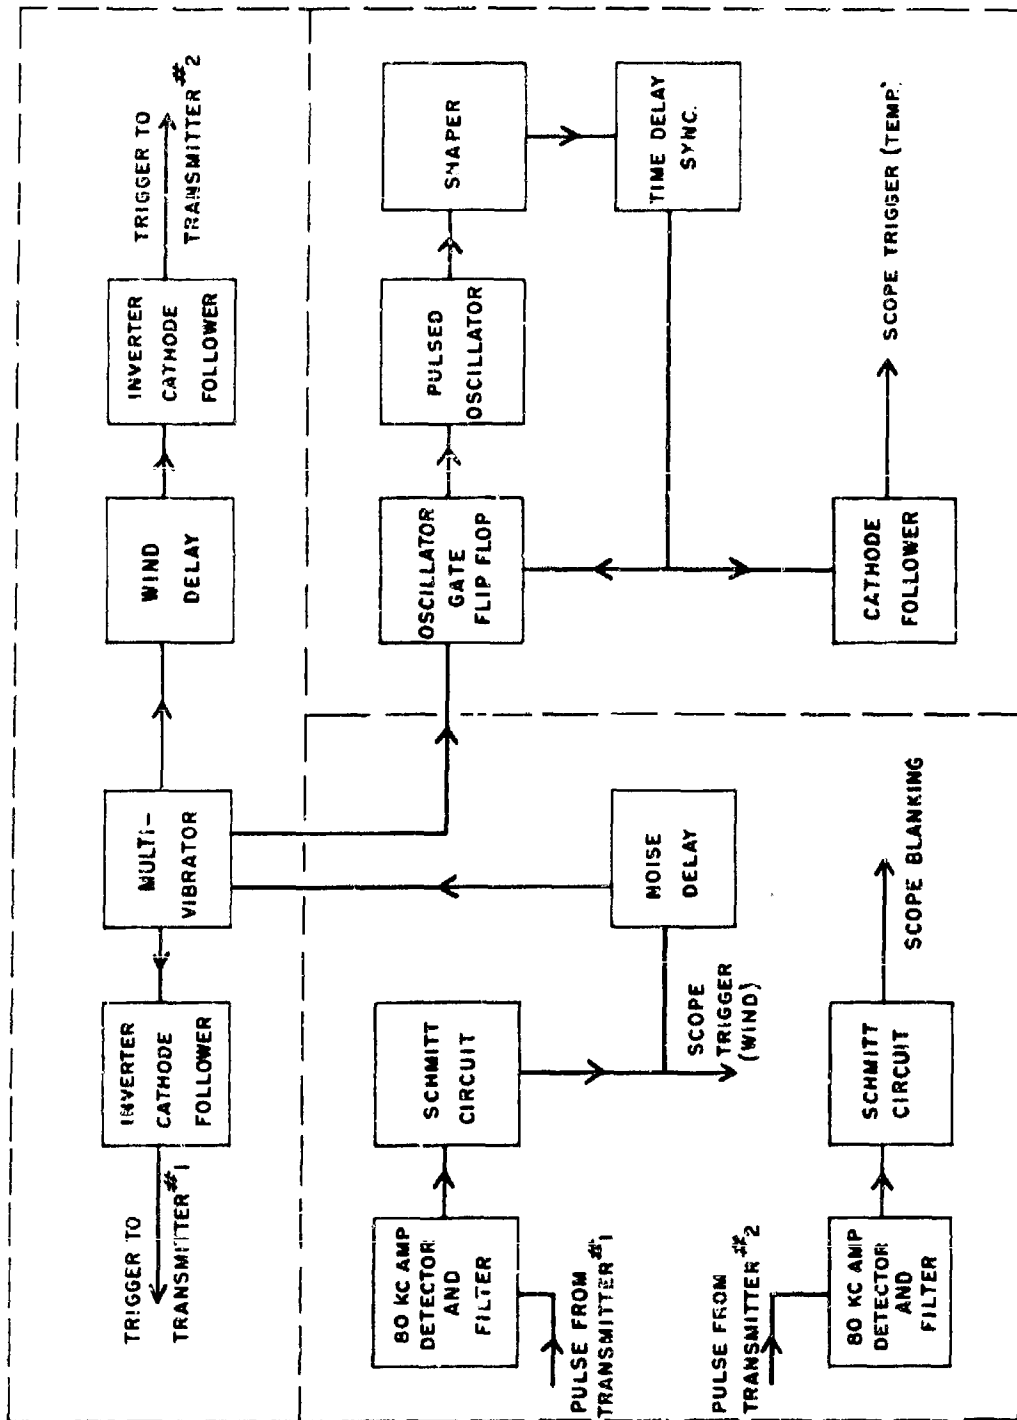 TRIGGER TO
TRANSMITTER #1
INVERTER
CATHODE
FOLLOWER
MULTI-
VIBRATOR
WIND
DELAY
INVERTER
CATHODE
FOLLOWER
TRIGGER TO
TRANSMITTER #2
80 KC AMP
DETECTOR
AND
FILTER
PULSE FROM
TRANSMITTER #1
SCHMITT
CIRCUIT
SCOPE
TRIGGER
(WIND)
NOISE
DELAY
OSCILLATOR
GATE
FLIP FLOP
PULSED
OSCILLATOR
SHAPER
TIME DELAY
SYNC.
PULSE FROM
TRANSMITTER #2
80 KC AMP
DETECTOR
AND
FILTER
SCHMITT
CIRCUIT
SCOPE BLANKING
CATHODE
FOLLOWER
SCOPE TRIGGER (TEMP.)